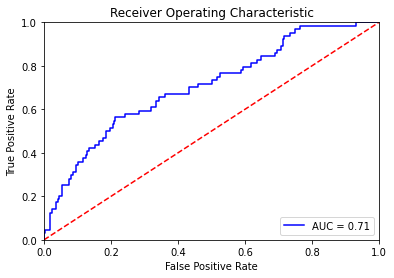 Receiver Operating Characteristic
True Positive Rate
1.0
0.8
0.6
0.4
0.2
0.0
0.0 0.2 0.4 0.6 0.8 1.0
False Positive Rate
AUC = 0.71